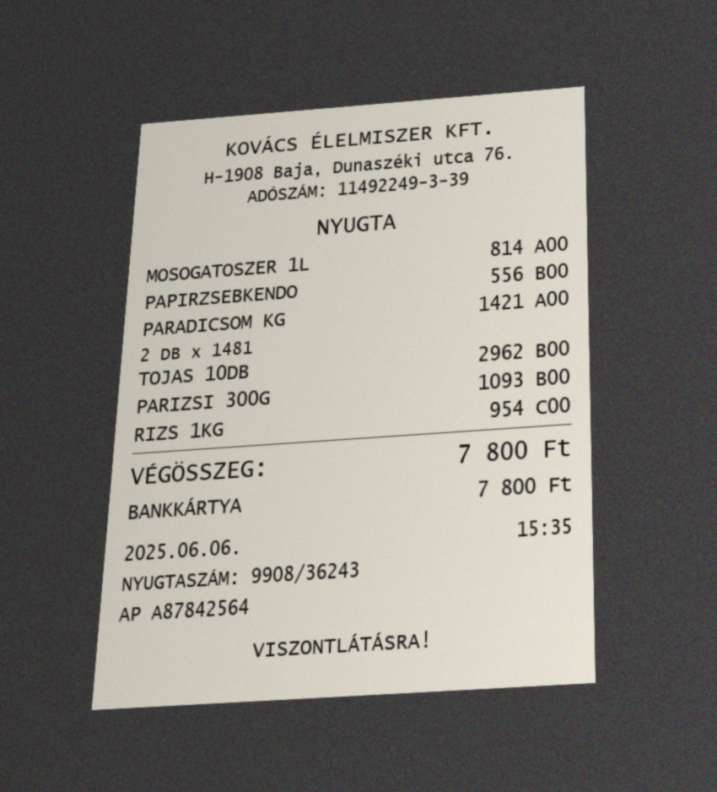 KOVÁCS ÉLELMISZER KFT.
H-1908 Baja, Dunaszéki utca 76.
ADÓSZÁM: 11492249-3-39
NYUGTA
MOSOGATOSZER 1L 814 A00
PAPIRZSEBKENDO 556 B00
PARADICSOM KG 1421 A00
2 DB x 1481
TOJAS 10DB 2962 B00
PARIZSI 300G 1093 B00
RIZS 1KG 954 C00
VÉGÖSSZEG: 7 800 Ft
BANKKÁRTYA 7 800 Ft
2025.06.06. 15:35
NYUGTASZÁM: 9908/36243
AP A87842564
VISZONTLÁTÁSRA!